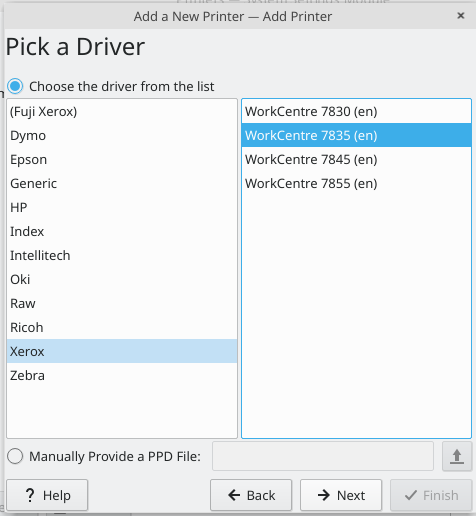 Add a New Printer — Add Printer
Pick a Driver
Choose the driver from the list
(Fuji Xerox)
Dymo
Epson
Generic
HP
Index
Intellitech
Oki
Raw
Ricoh
Xerox
Zebra
WorkCentre 7830 (en)
WorkCentre 7835 (en)
WorkCentre 7845 (en)
WorkCentre 7855 (en)
Manually Provide a PPD File:
? Help
Back
Next
Finish